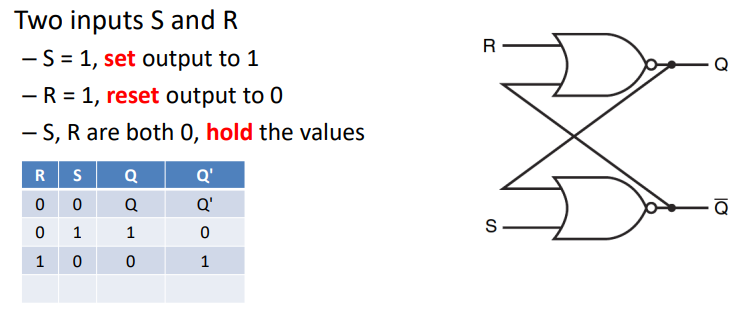 Two inputs S and R
– S = 1, set output to 1
– R = 1, reset output to 0
– S, R are both 0, hold the values
R S Q Q'
0 0 Q Q'
0 1 1 0
1 0 0 1
R
Q
S
Q̅